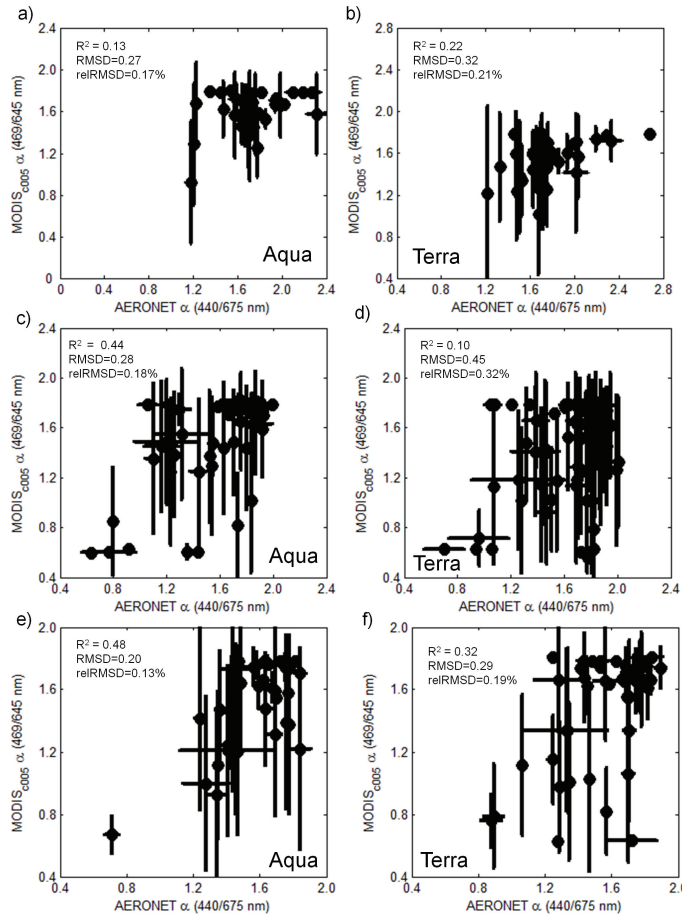 a)
R² = 0.13
RMSD=0.27
relRMSD=0.17%
MODISc005 α (469/645 nm)
2.4
2.0
1.6
1.2
0.8
0.4
0
Aqua
0 0.4 0.8 1.2 1.6 2.0 2.4
AERONET α (440/675 nm)
b)
R² = 0.22
RMSD=0.32
relRMSD=0.21%
MODISc005 α (469/645 nm)
2.8
2.4
2.0
1.6
1.2
0.8
0.4
Terra
0.4 0.8 1.2 1.6 2.0 2.4 2.8
AERONET α (440/675 nm)
c)
R² = 0.44
RMSD=0.28
relRMSD=0.18%
MODISc005 α (469/645 nm)
2.4
2.0
1.6
1.2
0.8
0.4
Aqua
0.4 0.8 1.2 1.6 2.0 2.4
AERONET α (440/675 nm)
d)
R² = 0.10
RMSD=0.45
relRMSD=0.32%
MODISc005 α (469/645 nm)
2.4
2.0
1.6
1.2
0.8
0.4
Terra
0.4 0.8 1.2 1.6 2.0 2.4
AERONET α (440/675 nm)
e)
R² = 0.48
RMSD=0.20
relRMSD=0.13%
MODISc005 α (469/645 nm)
2.0
1.6
1.2
0.8
0.4
Aqua
0.4 0.8 1.2 1.6 2.0
AERONET α (440/675 nm)
f)
R² = 0.32
RMSD=0.29
relRMSD=0.19%
MODISc005 α (469/645 nm)
2.0
1.6
1.2
0.8
0.4
Terra
0.4 0.8 1.2 1.6 2.0
AERONET α (440/675 nm)